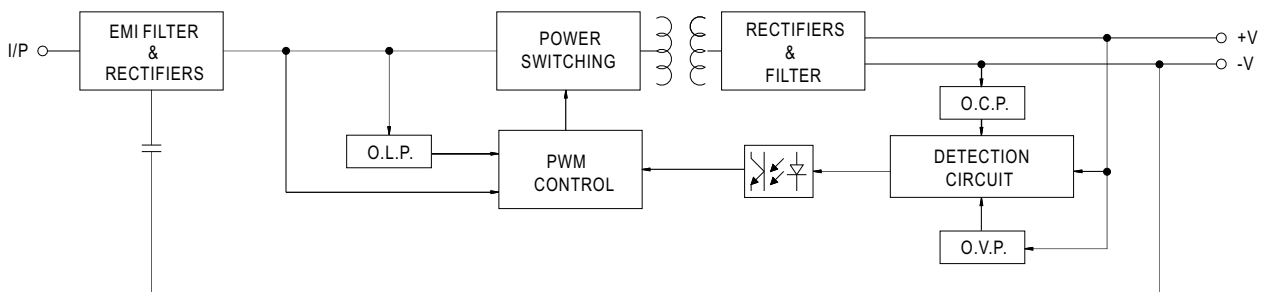 I/P
EMI FILTER
&
RECTIFIERS
POWER
SWITCHING
RECTIFIERS
&
FILTER
+V
-V
O.C.P.
O.L.P.
PWM
CONTROL
DETECTION
CIRCUIT
O.V.P.